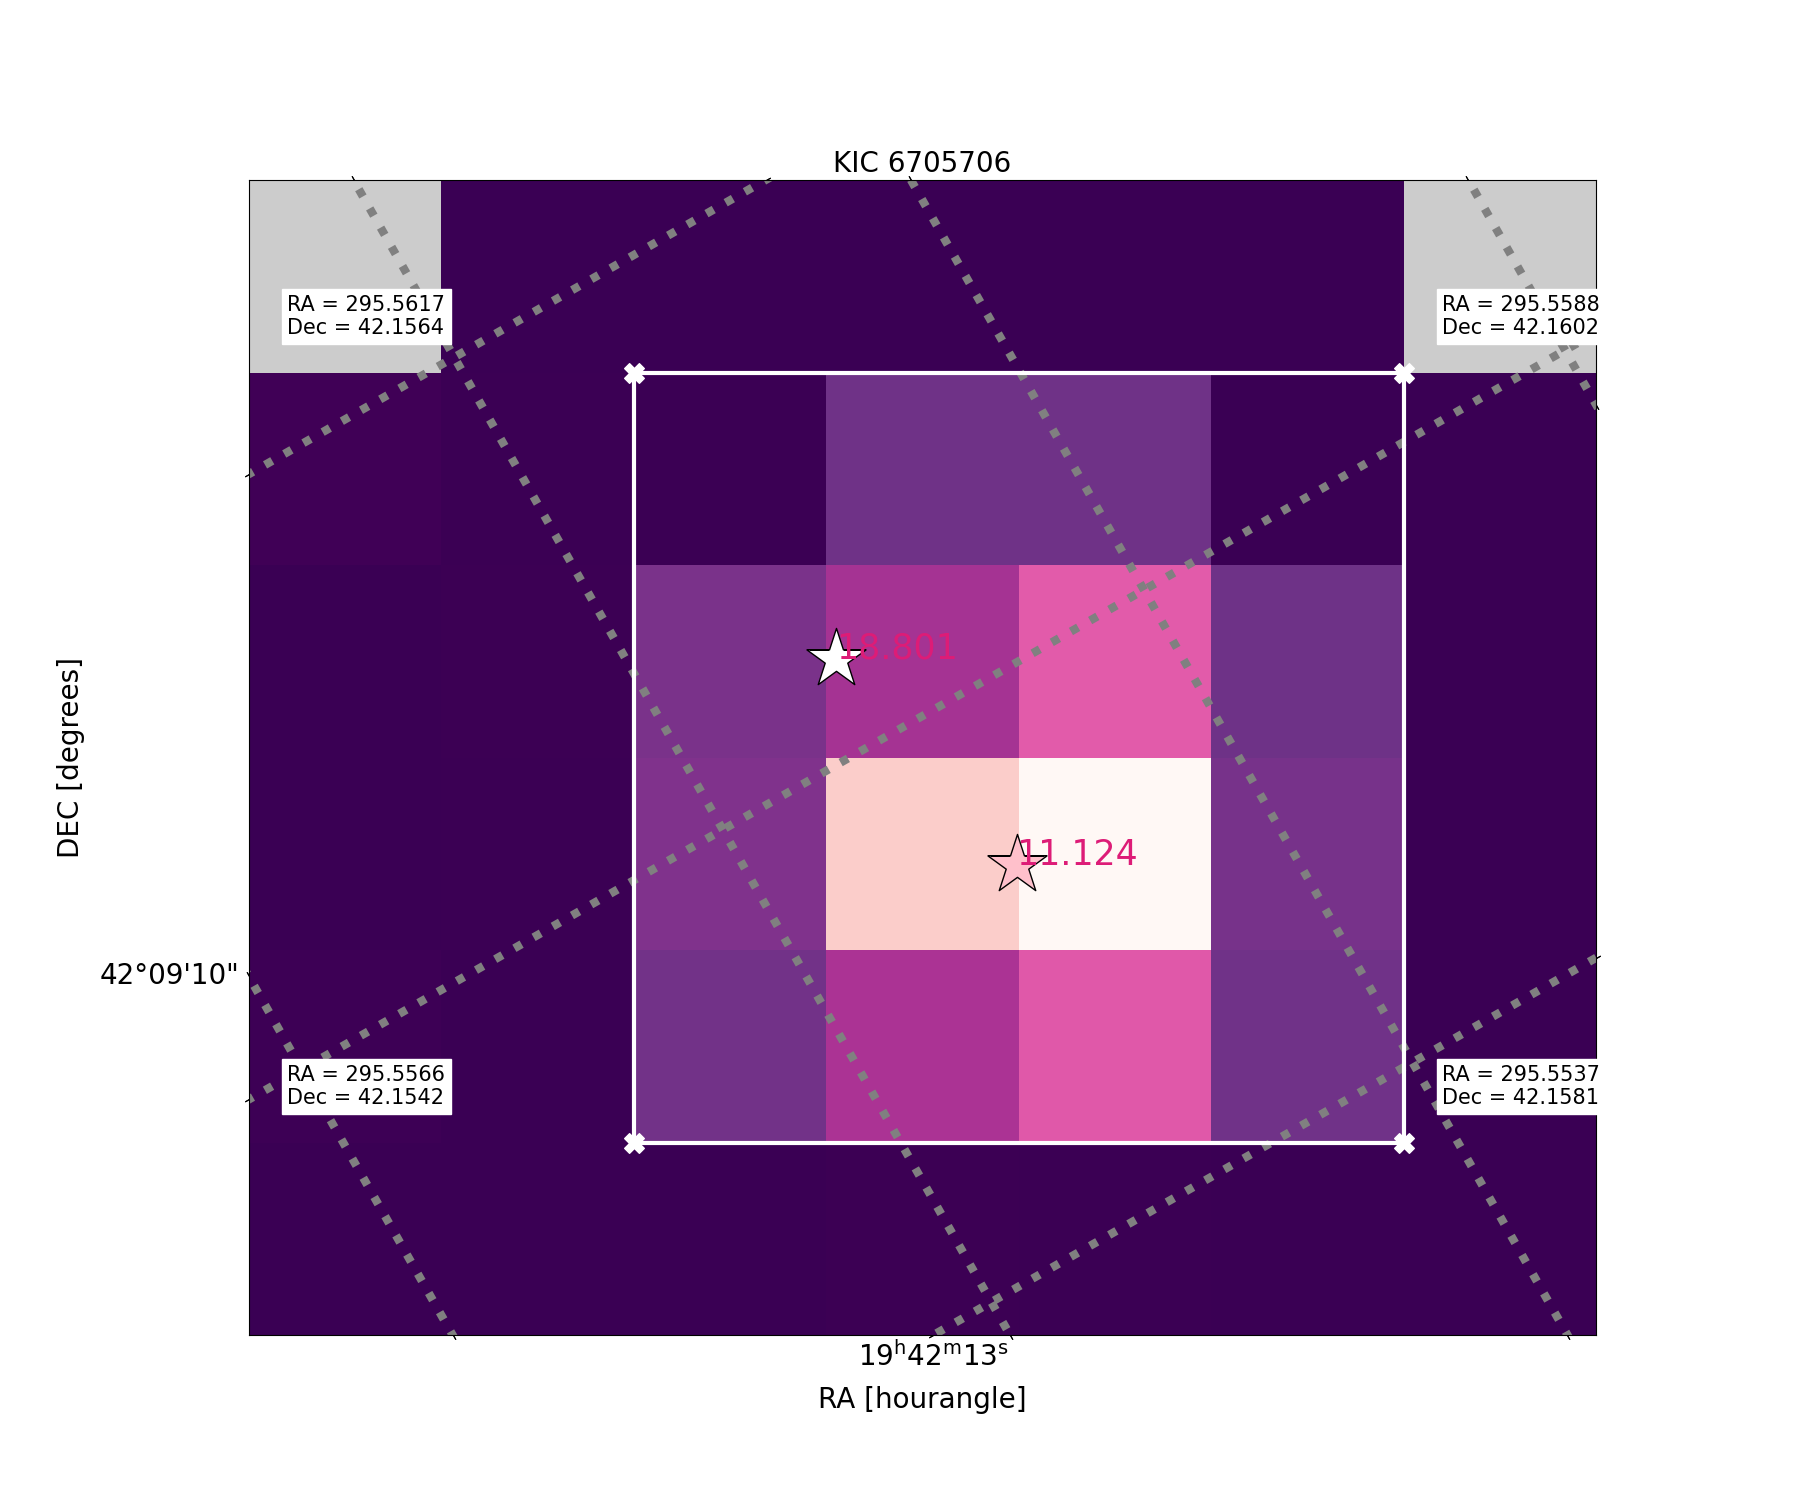 KIC 6705706
RA = 295.5617
Dec = 42.1564
RA = 295.5588
Dec = 42.1602
18.801
11.124
DEC [degrees]
42°09'10"
RA = 295.5566
Dec = 42.1542
RA = 295.5537
Dec = 42.1581
19ʰ42ᵐ13ˢ
RA [hourangle]